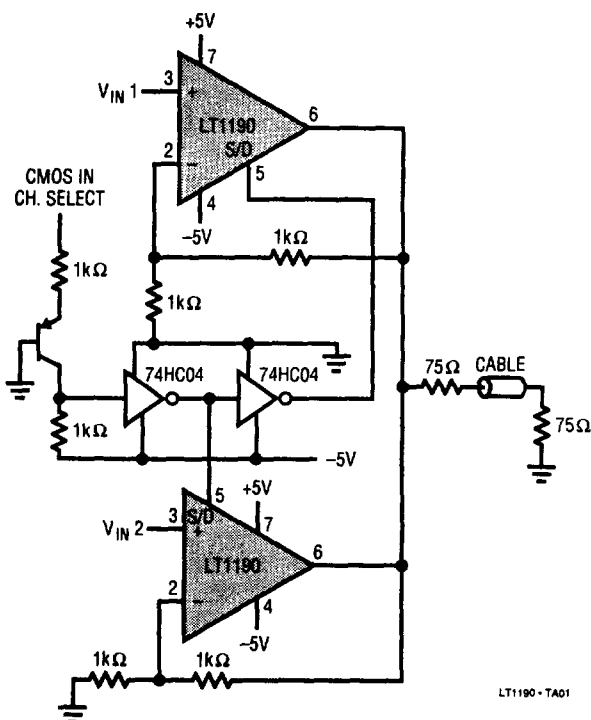 +5V
7
3
V_IN 1
+
6
LT1190
S/D
2
−
5
CMOS IN
CH. SELECT
4
−5V
1kΩ
1kΩ
1kΩ
74HC04
74HC04
75Ω
CABLE
1kΩ
75Ω
−5V
5
+5V
S/D
3
V_IN 2
+
7
6
LT1190
2
−
4
−5V
1kΩ
1kΩ
LT1190 • TA01